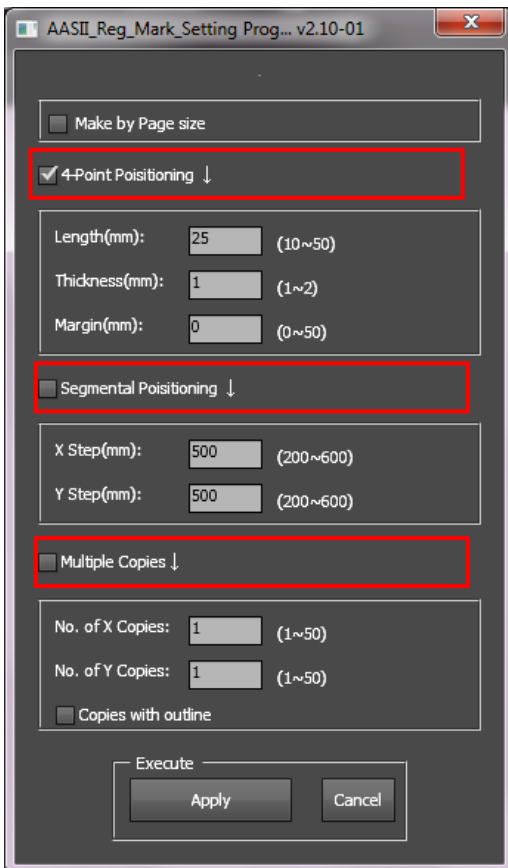 AASII_Reg_Mark_Setting Prog... v2.10-01
Make by Page size
4-Point Poisitioning ↓
Length(mm): 25 (10~50)
Thickness(mm): 1 (1~2)
Margin(mm): 0 (0~50)
Segmental Poisitioning ↓
X Step(mm): 500 (200~600)
Y Step(mm): 500 (200~600)
Multiple Copies ↓
No. of X Copies: 1 (1~50)
No. of Y Copies: 1 (1~50)
Copies with outline
Execute
Apply Cancel